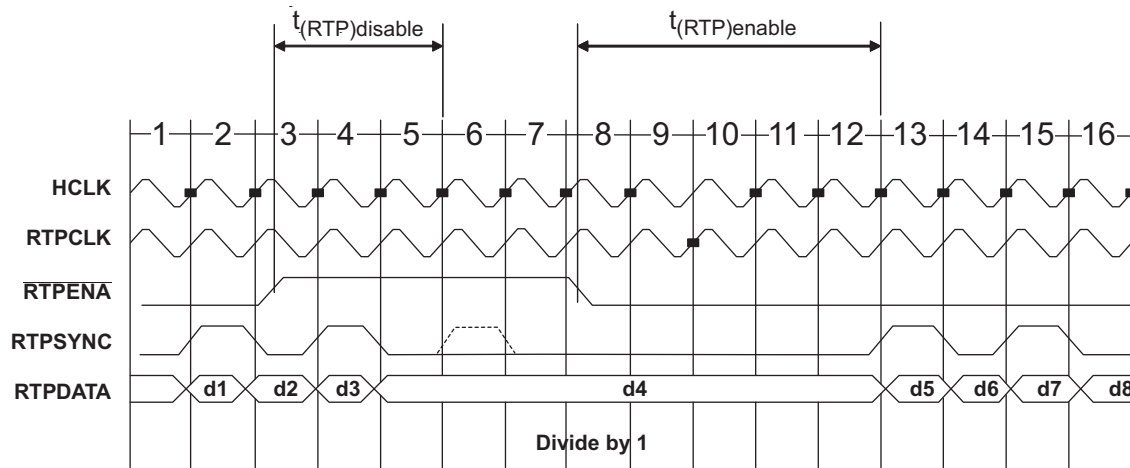 t(RTP)disable t(RTP)enable
1 2 3 4 5 6 7 8 9 10 11 12 13 14 15 16
HCLK
RTPCLK
RTPENA
RTPSYNC
RTPDATA d1 d2 d3 d4 d5 d6 d7 d8
Divide by 1